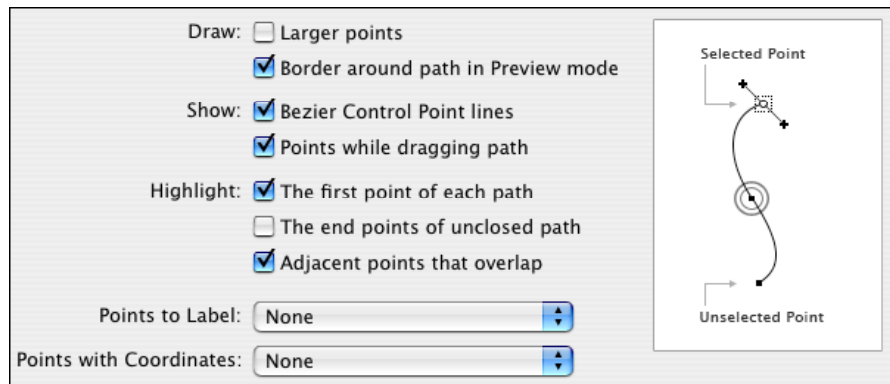 Draw: Larger points
Border around path in Preview mode
Show: Bezier Control Point lines
Points while dragging path
Highlight: The first point of each path
The end points of unclosed path
Adjacent points that overlap
Points to Label: None
Points with Coordinates: None
Selected Point
Unselected Point